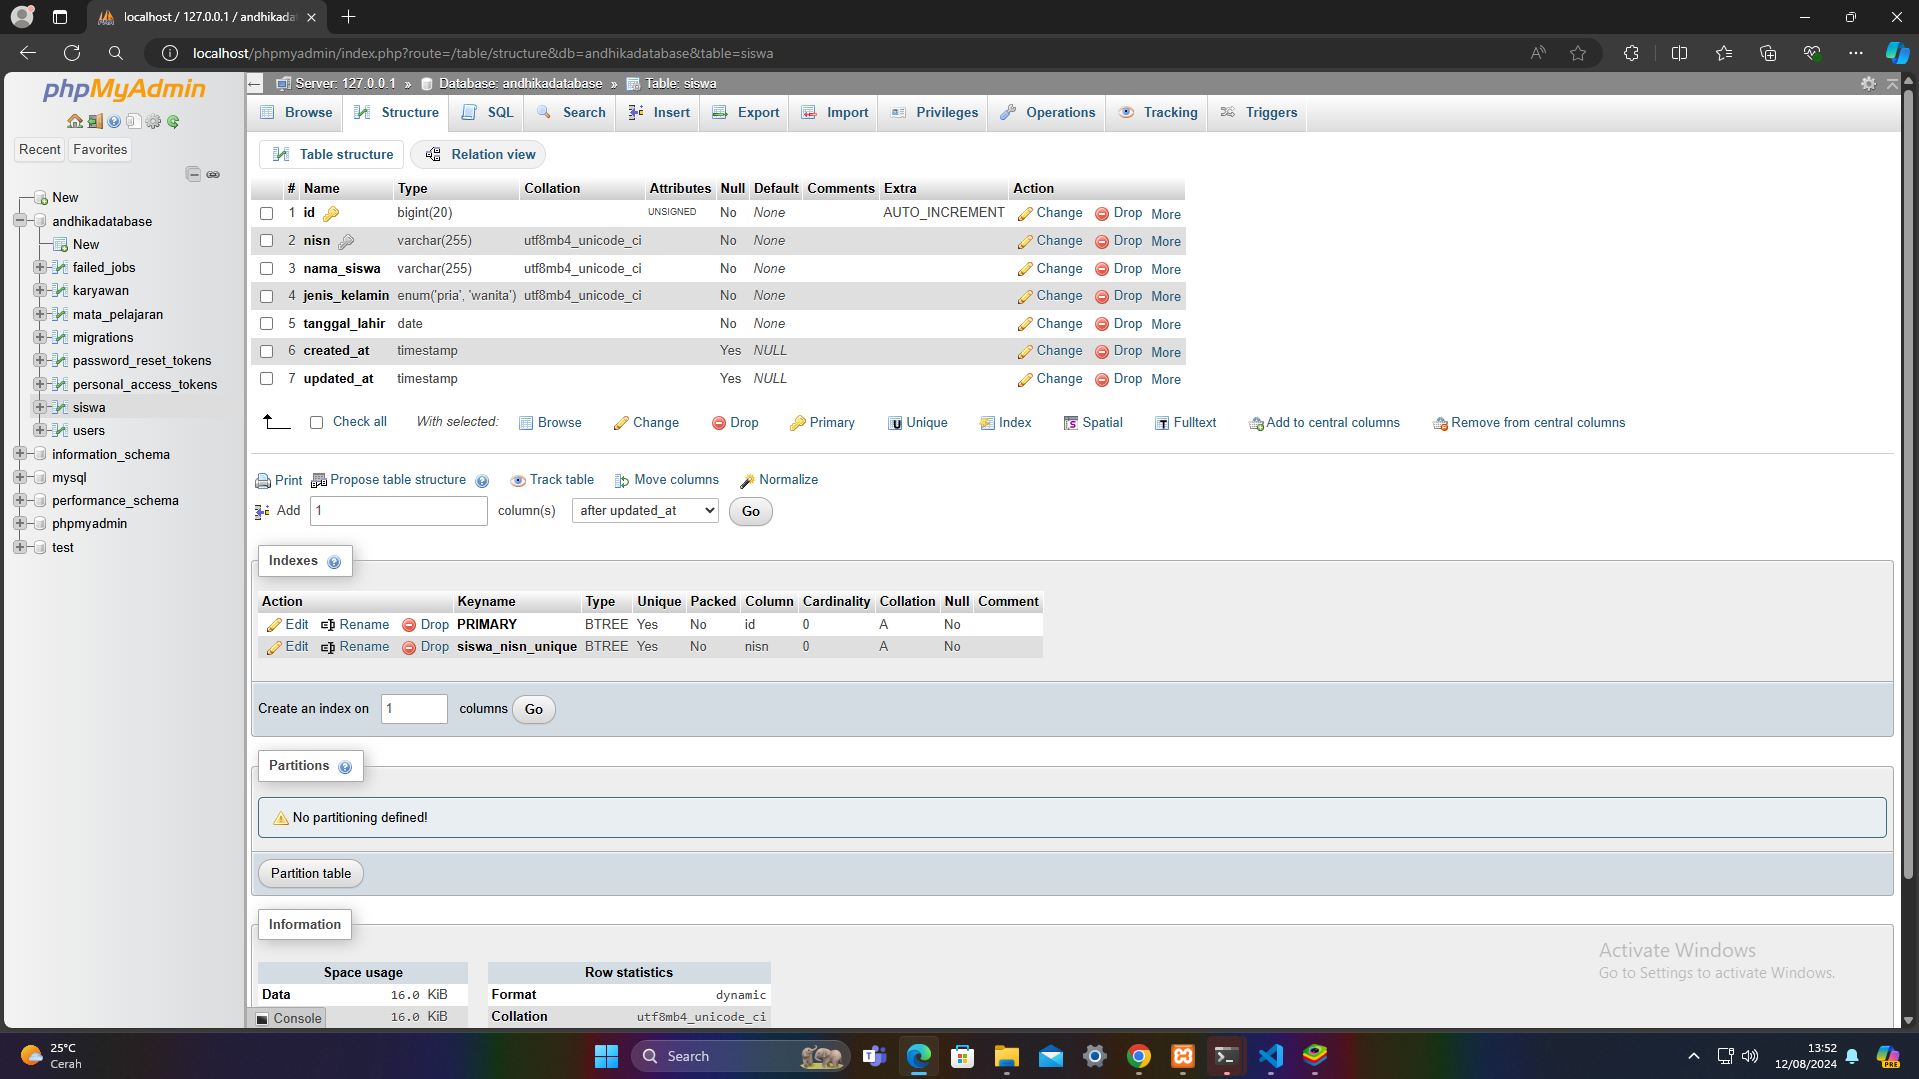 localhost / 127.0.0.1 / andhikadata
localhost/phpmyadmin/index.php?route=/table/structure&db=andhikadatabase&table=siswa
phpMyAdmin
Recent Favorites
New
andhikadatabase
New
failed_jobs
karyawan
mata_pelajaran
migrations
password_reset_tokens
personal_access_tokens
siswa
users
information_schema
mysql
performance_schema
phpmyadmin
test
Server: 127.0.0.1 » Database: andhikadatabase » Table: siswa
Browse Structure SQL Search Insert Export Import Privileges Operations Tracking Triggers
Table structure Relation view
# Name Type Collation Attributes Null Default Comments Extra Action
1 id bigint(20) UNSIGNED No None AUTO_INCREMENT Change Drop More
2 nisn varchar(255) utf8mb4_unicode_ci No None Change Drop More
3 nama_siswa varchar(255) utf8mb4_unicode_ci No None Change Drop More
4 jenis_kelamin enum('pria', 'wanita') utf8mb4_unicode_ci No None Change Drop More
5 tanggal_lahir date No None Change Drop More
6 created_at timestamp Yes NULL Change Drop More
7 updated_at timestamp Yes NULL Change Drop More
Check all With selected: Browse Change Drop Primary Unique Index Spatial Fulltext Add to central columns Remove from central columns
Print Propose table structure Track table Move columns Normalize
Add 1 column(s) after updated_at Go
Indexes
Action Keyname Type Unique Packed Column Cardinality Collation Null Comment
Edit Rename Drop PRIMARY BTREE Yes No id 0 A No
Edit Rename Drop siswa_nisn_unique BTREE Yes No nisn 0 A No
Create an index on 1 columns Go
Partitions
No partitioning defined!
Partition table
Information
Space usage
Data 16.0 KiB
16.0 KiB
Row statistics
Format dynamic
Collation utf8mb4_unicode_ci
Console
Activate Windows
Go to Settings to activate Windows.
25°C
Cerah
Search
13:52
12/08/2024
PRE